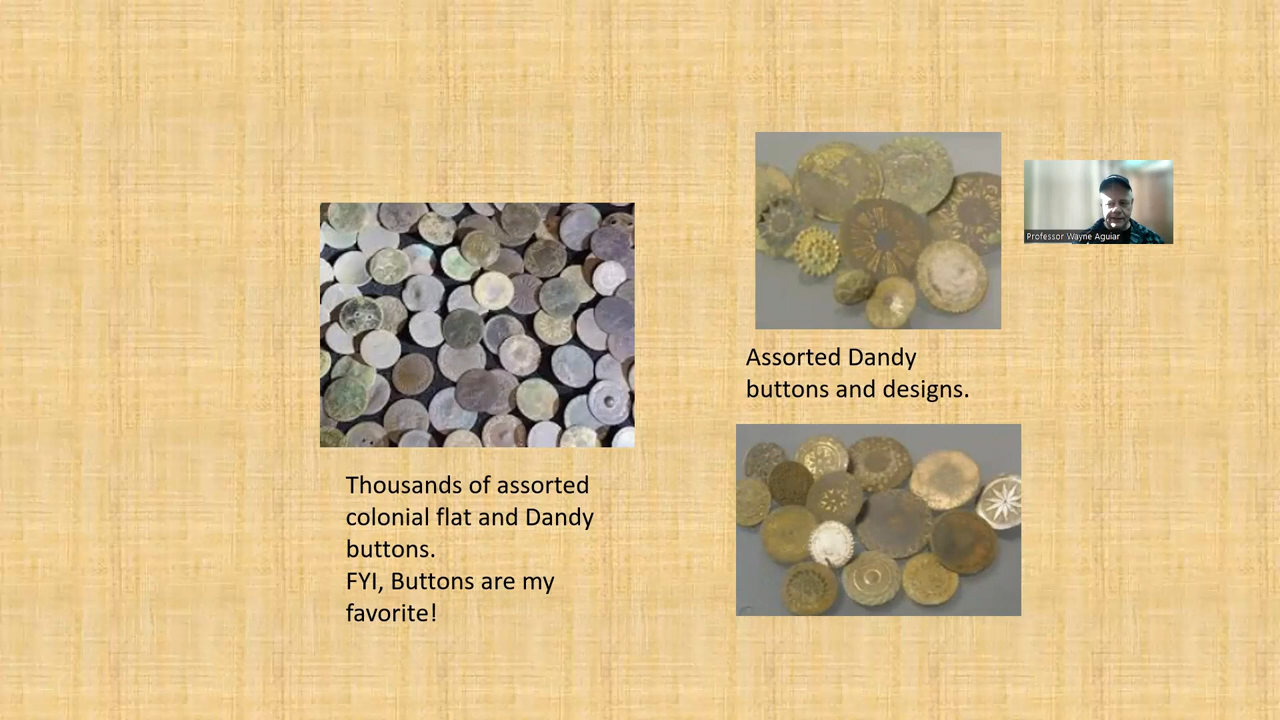 Thousands of assorted
colonial flat and Dandy
buttons.
FYI, Buttons are my
favorite!
Assorted Dandy
buttons and designs.
Professor Wayne Aguiar